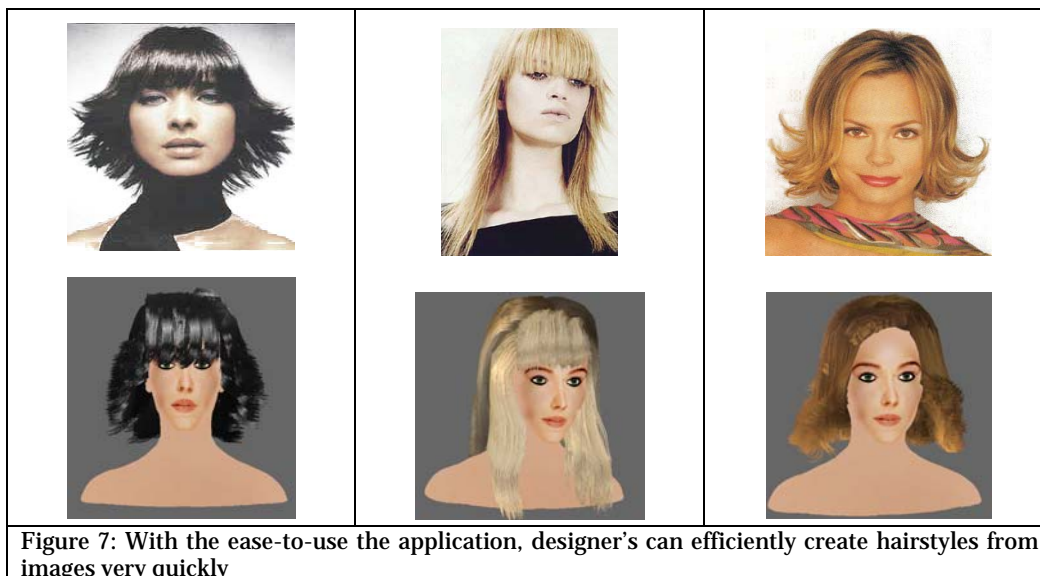 Figure 7: With the ease-to-use the application, designer's can efficiently create hairstyles from
images very quickly